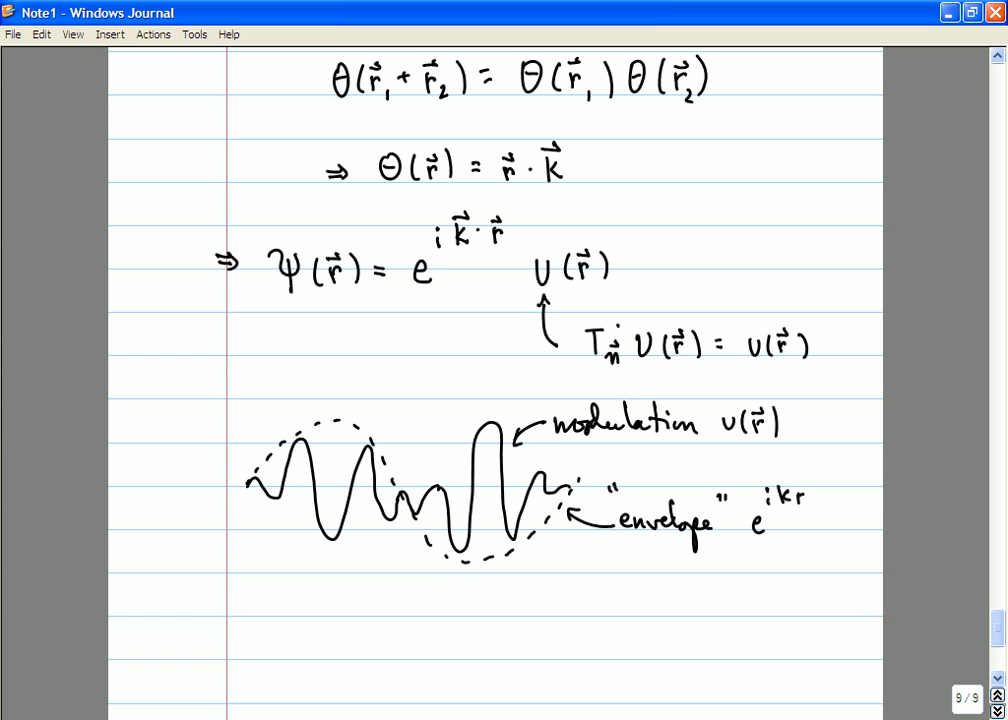 Note1 - Windows Journal
File Edit View Insert Actions Tools Help
θ(r⃗₁ + r⃗₂) = θ(r⃗₁) θ(r⃗₂)
⇒ θ(r⃗) = r⃗ · k⃗
⇒ ψ(r⃗) = e^{i k⃗ · r⃗} u(r⃗)
T_{n⃗} u(r⃗) = u(r⃗)
modulation u(r⃗)
"envelope" e^{ikr}
9/9